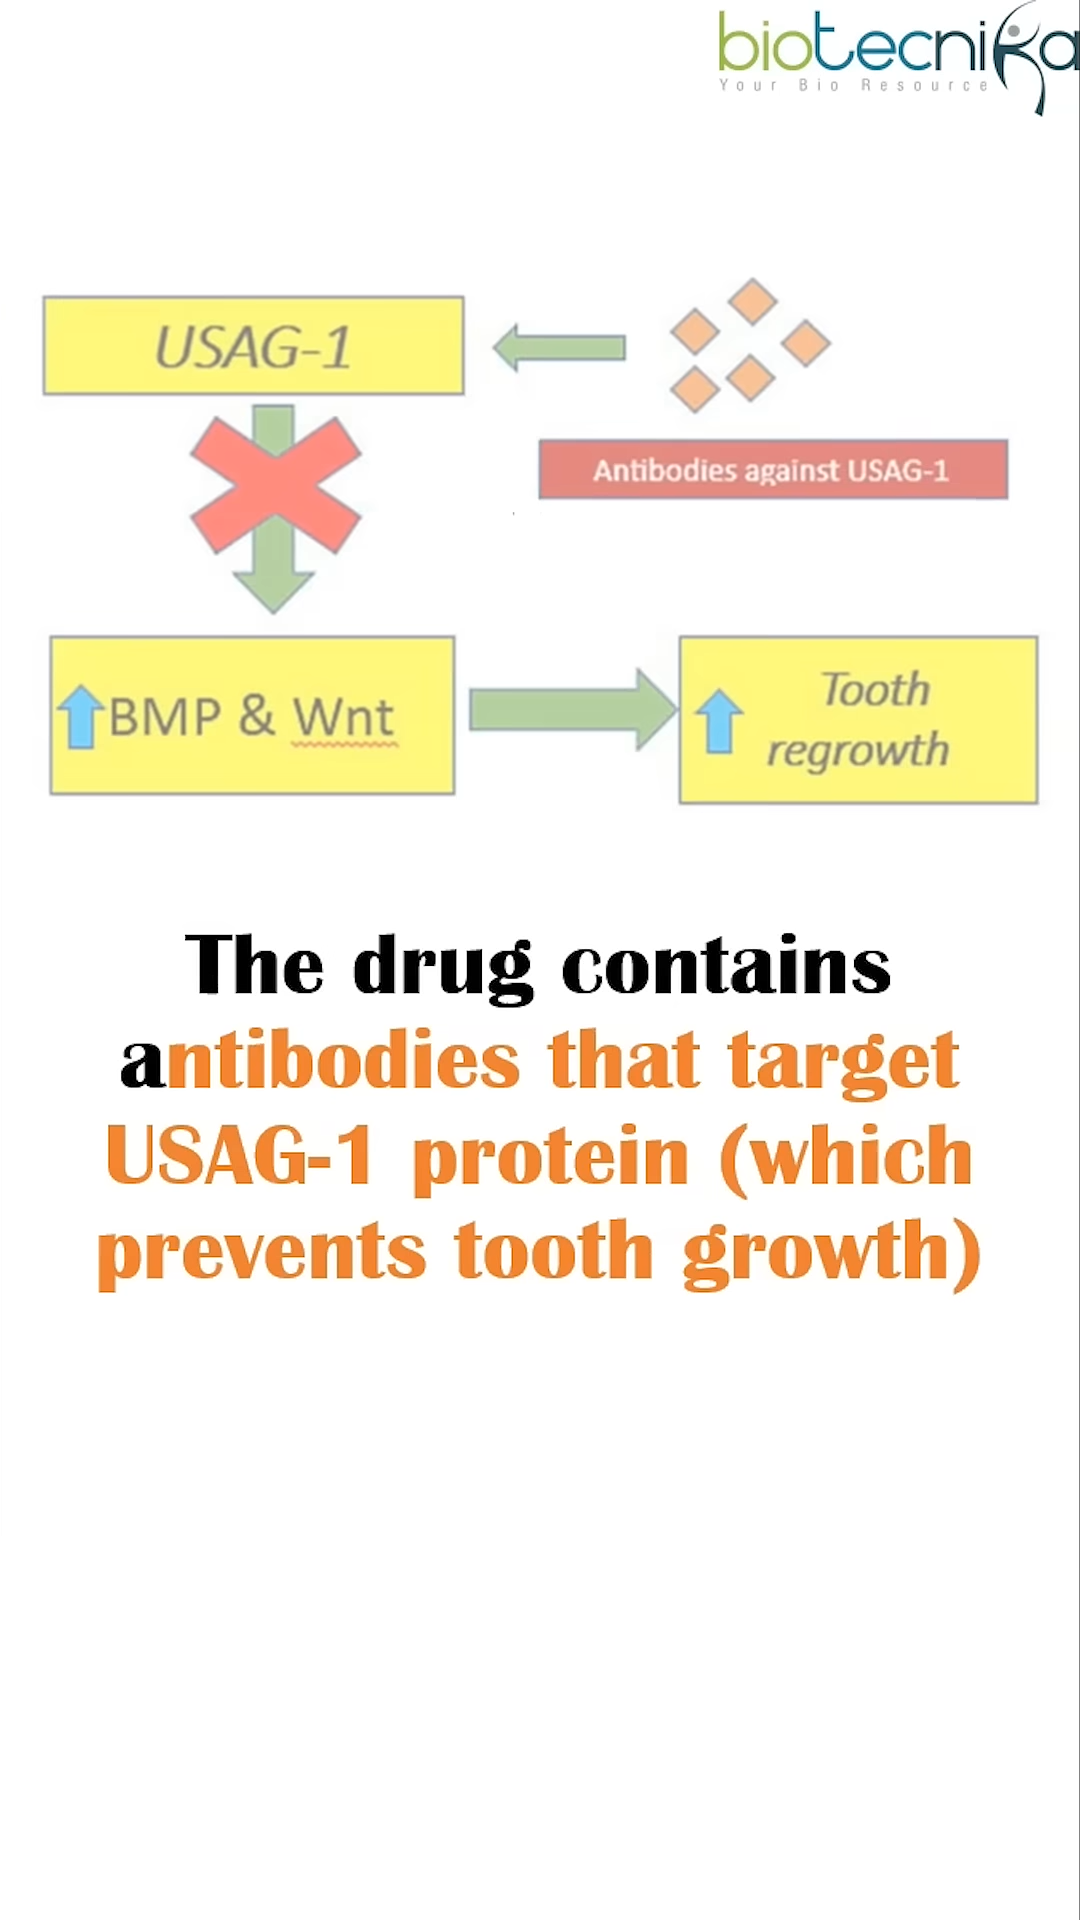 biotecnika
Your Bio Resource
USAG-1
Antibodies against USAG-1
BMP & Wnt
Tooth
regrowth
The drug contains
antibodies that target
USAG-1 protein (which
prevents tooth growth)